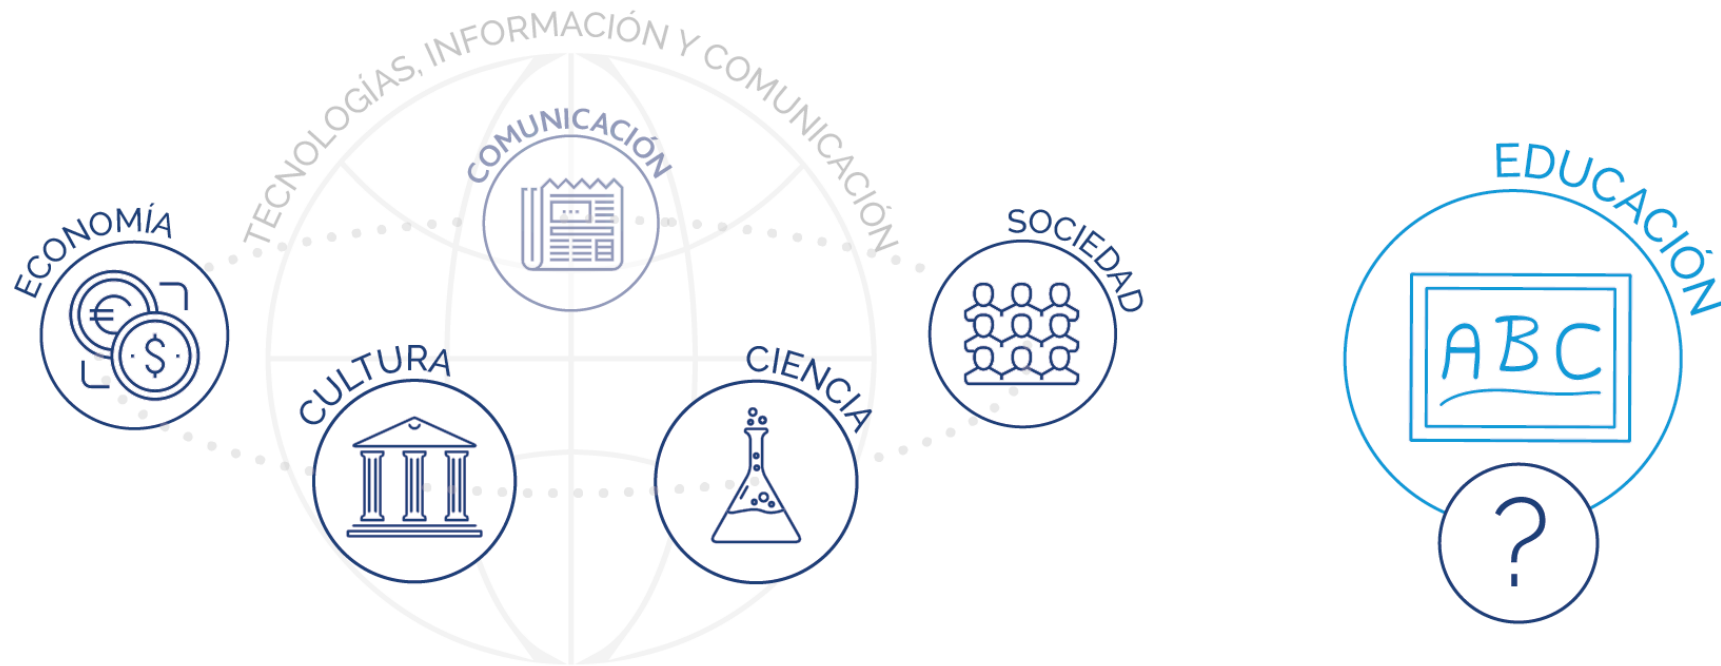 TECNOLOGÍAS, INFORMACIÓN Y COMUNICACIÓN
COMUNICACIÓN
ECONOMÍA
€
$
SOCIEDAD
CULTURA
CIENCIA
EDUCACIÓN
ABC
?